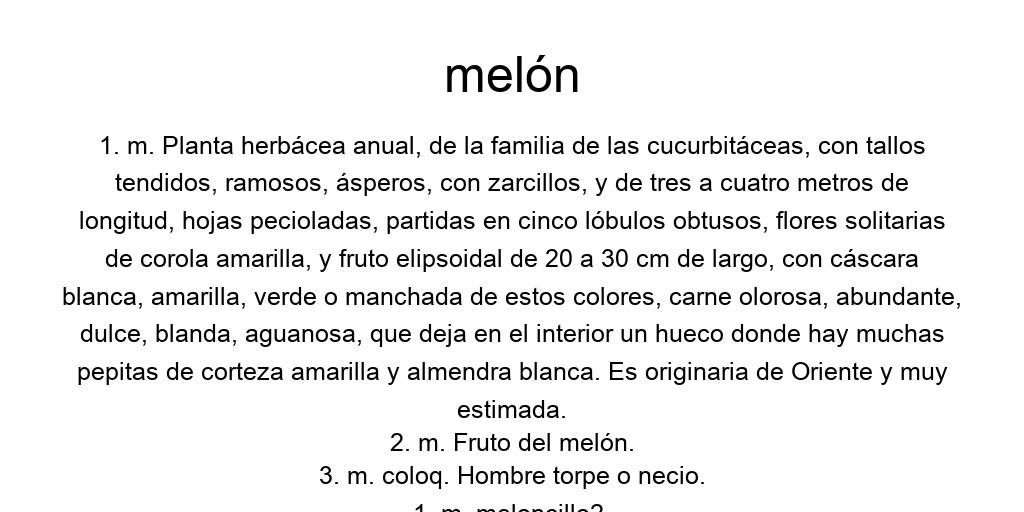 melón
1. m. Planta herbácea anual, de la familia de las cucurbitáceas, con tallos
tendidos, ramosos, ásperos, con zarcillos, y de tres a cuatro metros de
longitud, hojas pecioladas, partidas en cinco lóbulos obtusos, flores solitarias
de corola amarilla, y fruto elipsoidal de 20 a 30 cm de largo, con cáscara
blanca, amarilla, verde o manchada de estos colores, carne olorosa, abundante,
dulce, blanda, aguanosa, que deja en el interior un hueco donde hay muchas
pepitas de corteza amarilla y almendra blanca. Es originaria de Oriente y muy
estimada.
2. m. Fruto del melón.
3. m. coloq. Hombre torpe o necio.
1. m. meloncillo2.